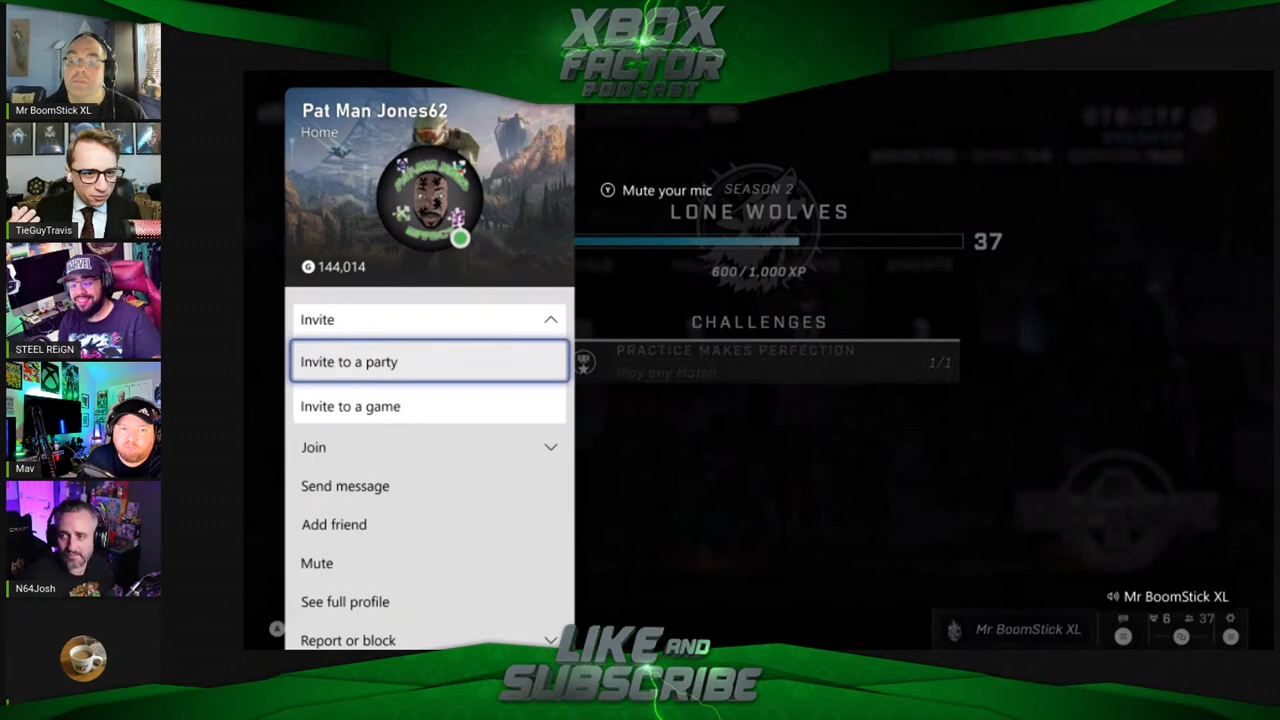 XBOX
FACTOR
PODCAST
Mr BoomStick XL
TieGuyTravis
MARVEL
STEEL REiGN
Mav
N64Josh
Pat Man Jones62
Home
G 144,014
Invite
Invite to a party
Invite to a game
Join
Send message
Add friend
Mute
See full profile
Report or block
Y Mute your mic
SEASON 2
LONE WOLVES
37
600/1,000 XP
CHALLENGES
PRACTICE MAKES PERFECTION
Play any Match
1/1
A
Mr BoomStick XL
Mr BoomStick XL
6
37
LIKE AND
SUBSCRIBE